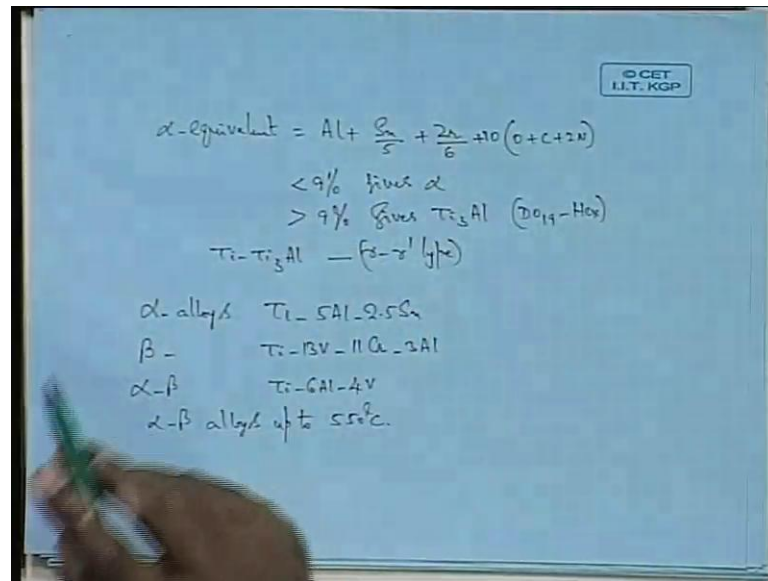 © CET
I.I.T. KGP
α-equivalent = Al + Sn/5 + Zr/6 + 10 (O + C + 2N)
< 9% gives α
> 9% gives Ti₃Al (DO₁₉ - Hex)
Ti - Ti₃Al — (γ-γ' type)
α-alloys Ti - 5Al - 2.5Sn
β - Ti - 13V - 11Cr - 3Al
α-β Ti - 6Al - 4V
α-β alloys up to 550°C.